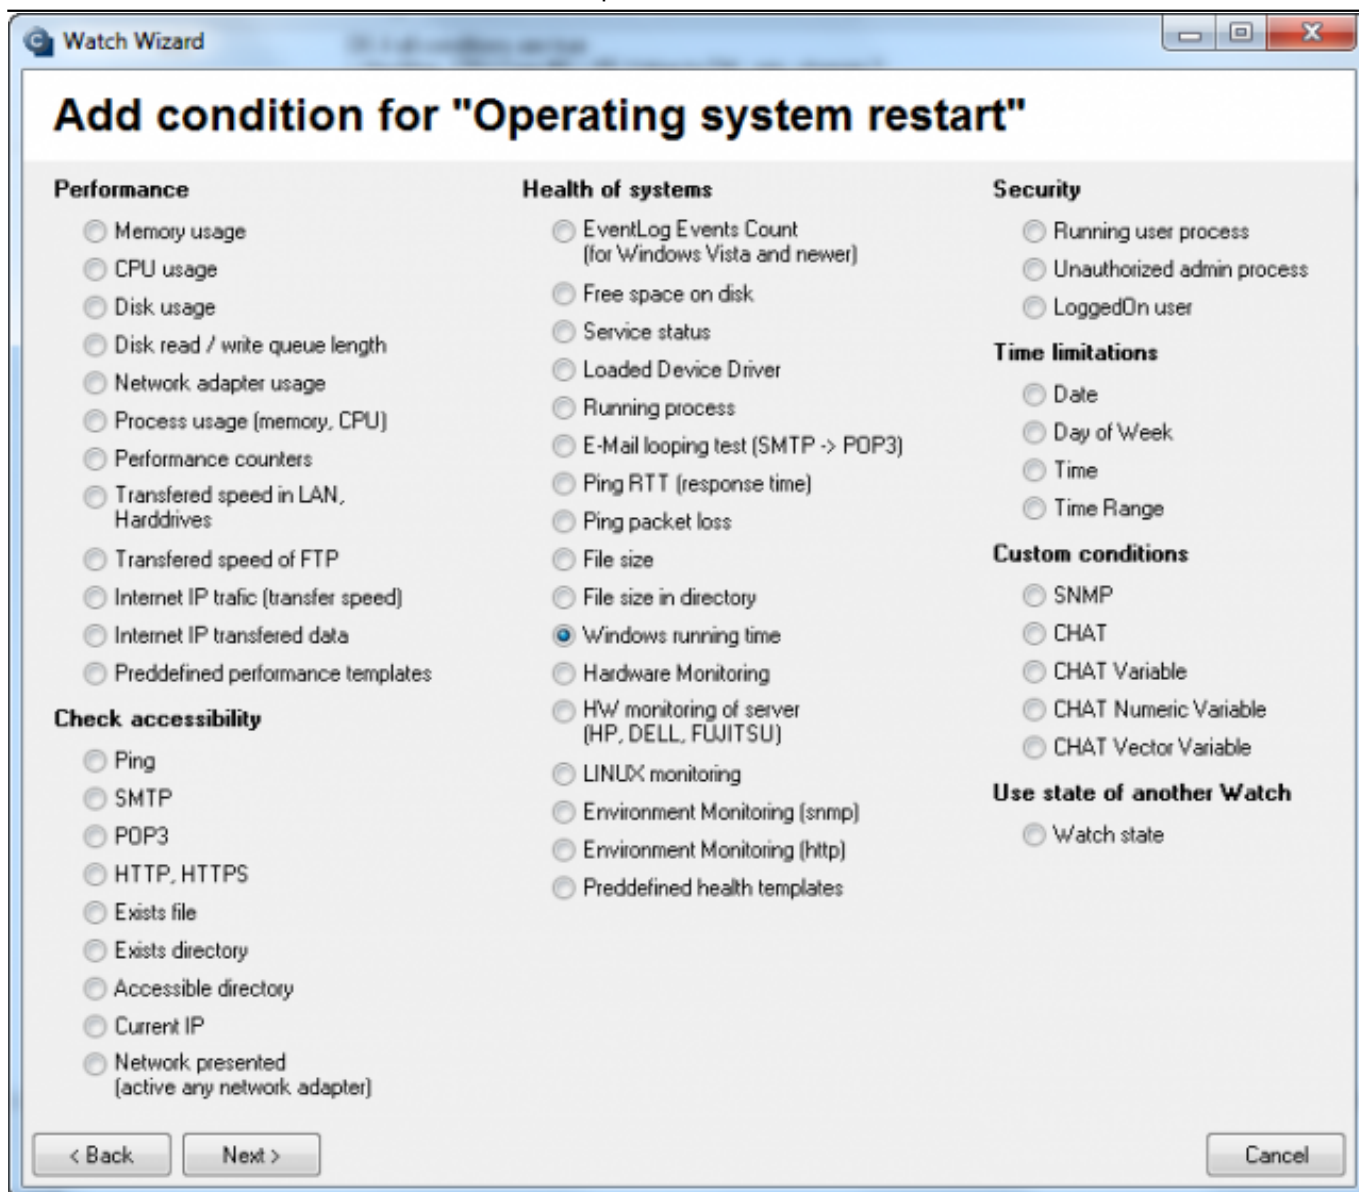 Watch Wizard
Add condition for "Operating system restart"
Performance
Memory usage
CPU usage
Disk usage
Disk read / write queue length
Network adapter usage
Process usage (memory, CPU)
Performance counters
Transfered speed in LAN,
Harddrives
Transfered speed of FTP
Internet IP trafic (transfer speed)
Internet IP transfered data
Preddefined performance templates
Check accessibility
Ping
SMTP
POP3
HTTP, HTTPS
Exists file
Exists directory
Accessible directory
Current IP
Network presented
(active any network adapter)
Health of systems
EventLog Events Count
(for Windows Vista and newer)
Free space on disk
Service status
Loaded Device Driver
Running process
E-Mail looping test (SMTP -> POP3)
Ping RTT (response time)
Ping packet loss
File size
File size in directory
Windows running time
Hardware Monitoring
HW monitoring of server
(HP, DELL, FUJITSU)
LINUX monitoring
Environment Monitoring (snmp)
Environment Monitoring (http)
Preddefined health templates
Security
Running user process
Unauthorized admin process
LoggedOn user
Time limitations
Date
Day of Week
Time
Time Range
Custom conditions
SNMP
CHAT
CHAT Variable
CHAT Numeric Variable
CHAT Vector Variable
Use state of another Watch
Watch state
< Back
Next >
Cancel